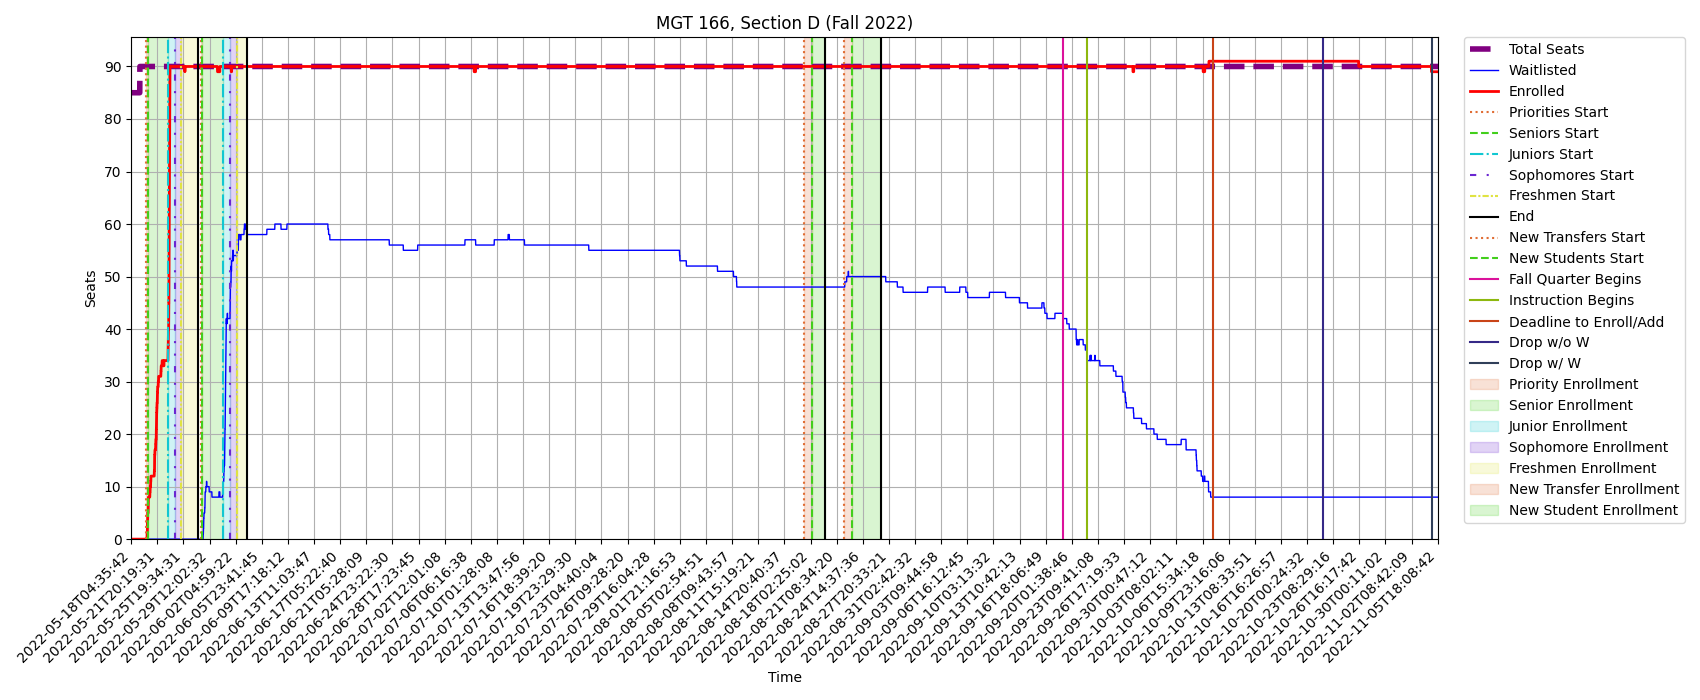 MGT 166, Section D (Fall 2022)
Seats
90
80
70
60
50
40
30
20
10
0
2022-05-18T04:35:42
2022-05-21T20:19:31
2022-05-25T19:34:31
2022-05-29T12:02:32
2022-06-02T04:59:22
2022-06-05T23:41:45
2022-06-09T17:18:12
2022-06-13T11:03:47
2022-06-17T05:22:40
2022-06-21T05:28:09
2022-06-24T23:22:30
2022-06-28T17:23:45
2022-07-02T12:01:08
2022-07-06T06:16:38
2022-07-10T01:28:08
2022-07-13T13:47:56
2022-07-16T18:39:20
2022-07-19T23:29:30
2022-07-23T04:40:04
2022-07-26T09:28:20
2022-07-29T16:04:28
2022-08-01T21:16:53
2022-08-05T02:54:51
2022-08-08T09:43:57
2022-08-11T15:19:21
2022-08-14T20:40:37
2022-08-18T02:25:02
2022-08-21T08:34:20
2022-08-24T14:37:36
2022-08-27T20:33:21
2022-08-31T02:42:32
2022-09-03T09:44:58
2022-09-06T16:12:45
2022-09-10T03:13:32
2022-09-13T10:42:13
2022-09-16T18:06:49
2022-09-20T01:38:46
2022-09-23T09:41:08
2022-09-26T17:19:33
2022-09-30T00:47:12
2022-10-03T08:02:11
2022-10-06T15:34:18
2022-10-09T23:16:06
2022-10-13T08:33:51
2022-10-16T16:26:57
2022-10-20T00:24:32
2022-10-23T08:29:16
2022-10-26T16:17:42
2022-10-30T00:11:02
2022-11-02T08:42:09
2022-11-05T18:08:42
Time
Total Seats
Waitlisted
Enrolled
Priorities Start
Seniors Start
Juniors Start
Sophomores Start
Freshmen Start
End
New Transfers Start
New Students Start
Fall Quarter Begins
Instruction Begins
Deadline to Enroll/Add
Drop w/o W
Drop w/ W
Priority Enrollment
Senior Enrollment
Junior Enrollment
Sophomore Enrollment
Freshmen Enrollment
New Transfer Enrollment
New Student Enrollment